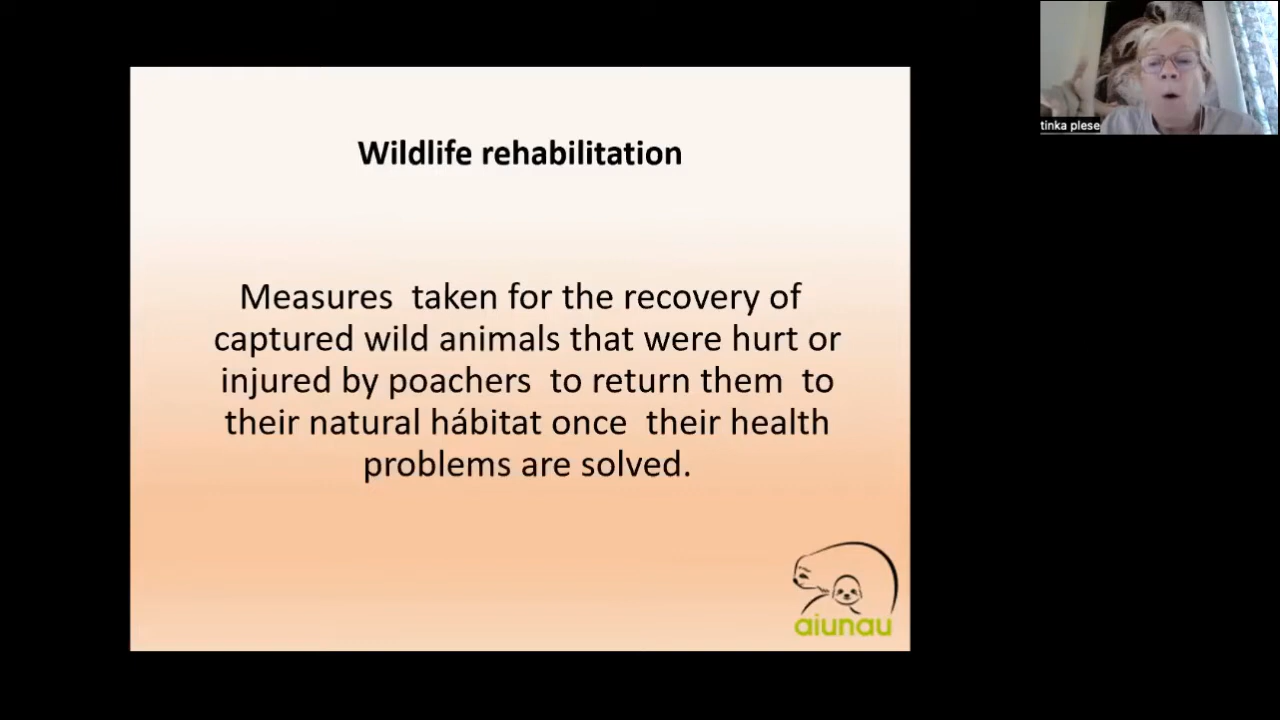 Wildlife rehabilitation
Measures taken for the recovery of
captured wild animals that were hurt or
injured by poachers to return them to
their natural hábitat once their health
problems are solved.
aiunau
tinka plese